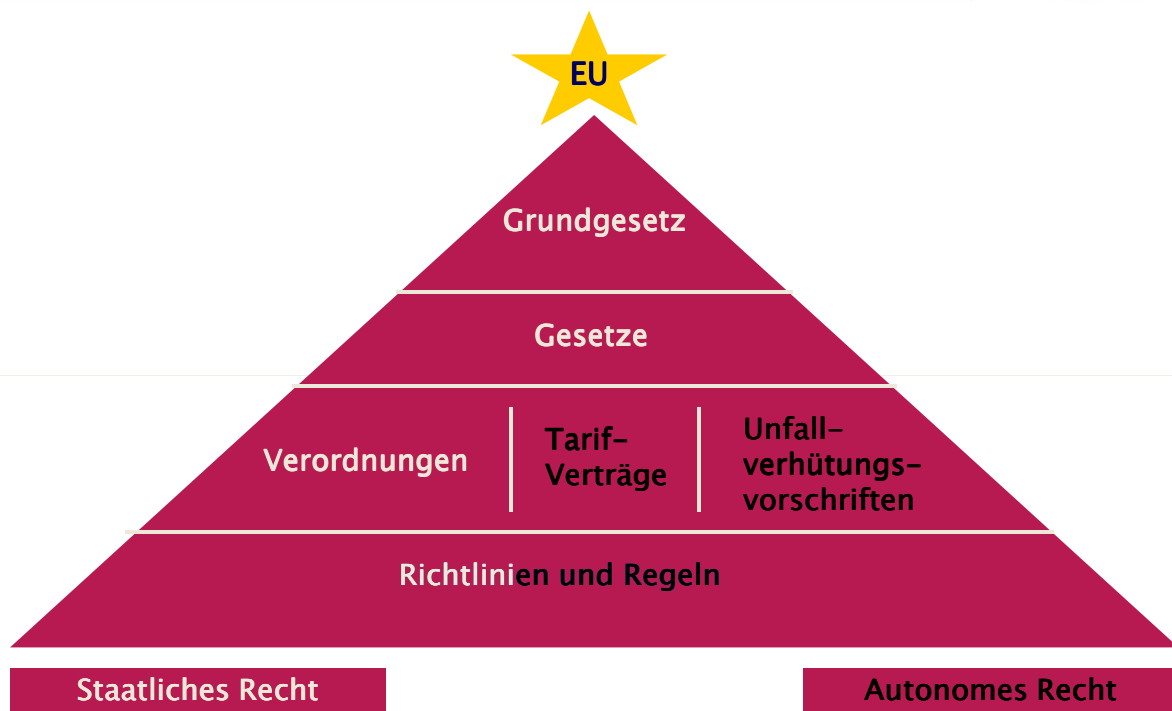 EU
Grundgesetz
Gesetze
Verordnungen
Tarif-
Verträge
Unfall-
verhütungs-
vorschriften
Richtlinien und Regeln
Staatliches Recht
Autonomes Recht